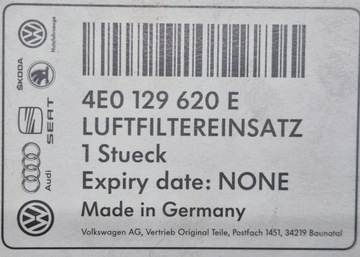 Nutzfahrzeuge
ŠKODA
SEAT
Audi
4E0 129 620 E
LUFTFILTEREINSATZ
1 Stueck
Expiry date: NONE
Made in Germany
Volkswagen AG, Vertrieb Original Teile, Postfach 1451, 34219 Baunatal